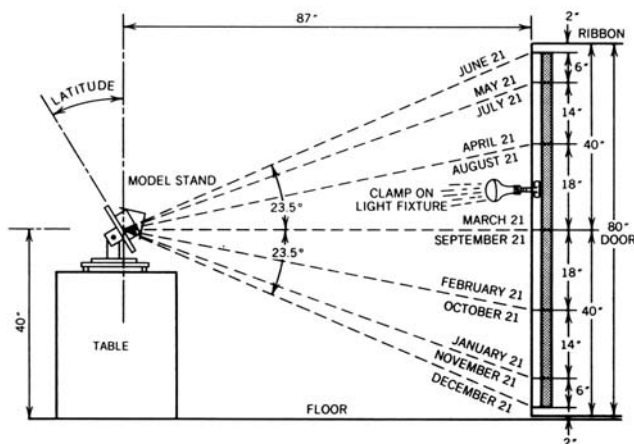 87"
2"
RIBBON
JUNE 21
6"
MAY 21
JULY 21
LATITUDE
14"
APRIL 21
40"
AUGUST 21
MODEL STAND
CLAMP ON
LIGHT FIXTURE
18"
23.5°
MARCH 21
80"
SEPTEMBER 21
DOOR
23.5°
18"
FEBRUARY 21
OCTOBER 21
40"
40"
TABLE
JANUARY 21
14"
NOVEMBER 21
DECEMBER 21
6"
FLOOR
2"